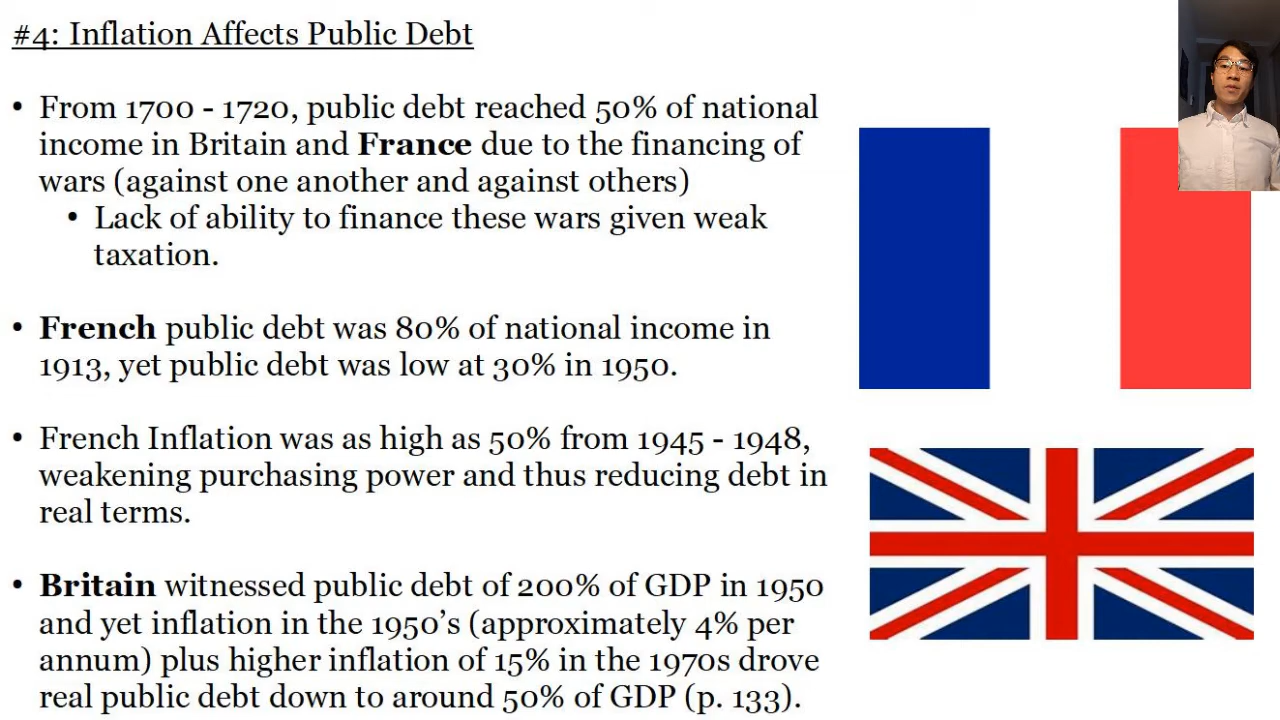 #4: Inflation Affects Public Debt
• From 1700 - 1720, public debt reached 50% of national
income in Britain and France due to the financing of
wars (against one another and against others)
• Lack of ability to finance these wars given weak
taxation.
• French public debt was 80% of national income in
1913, yet public debt was low at 30% in 1950.
• French Inflation was as high as 50% from 1945 - 1948,
weakening purchasing power and thus reducing debt in
real terms.
• Britain witnessed public debt of 200% of GDP in 1950
and yet inflation in the 1950’s (approximately 4% per
annum) plus higher inflation of 15% in the 1970s drove
real public debt down to around 50% of GDP (p. 133).